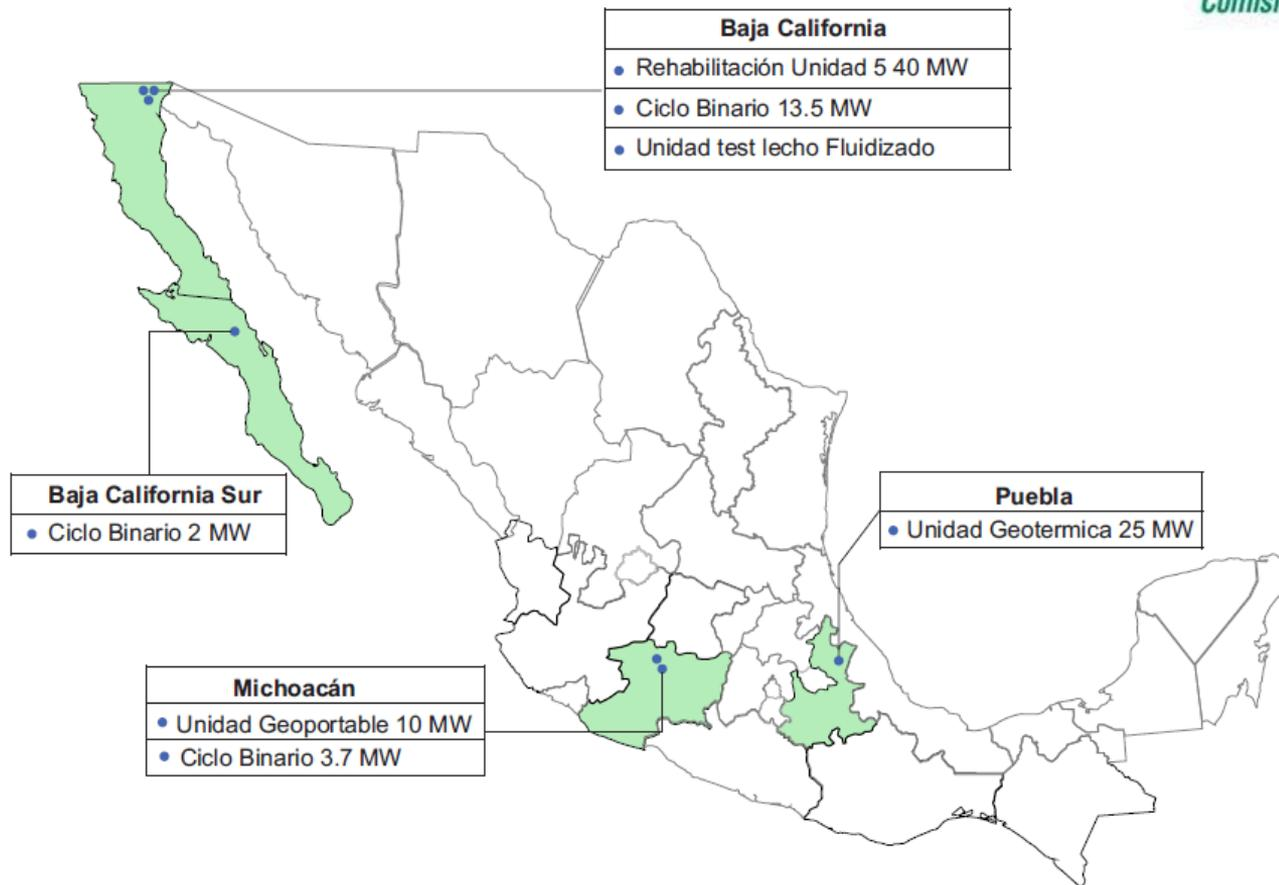 Baja California
Rehabilitación Unidad 5 40 MW
Ciclo Binario 13.5 MW
Unidad test lecho Fluidizado
Baja California Sur
Ciclo Binario 2 MW
Puebla
Unidad Geotermica 25 MW
Michoacán
Unidad Geoportable 10 MW
Ciclo Binario 3.7 MW